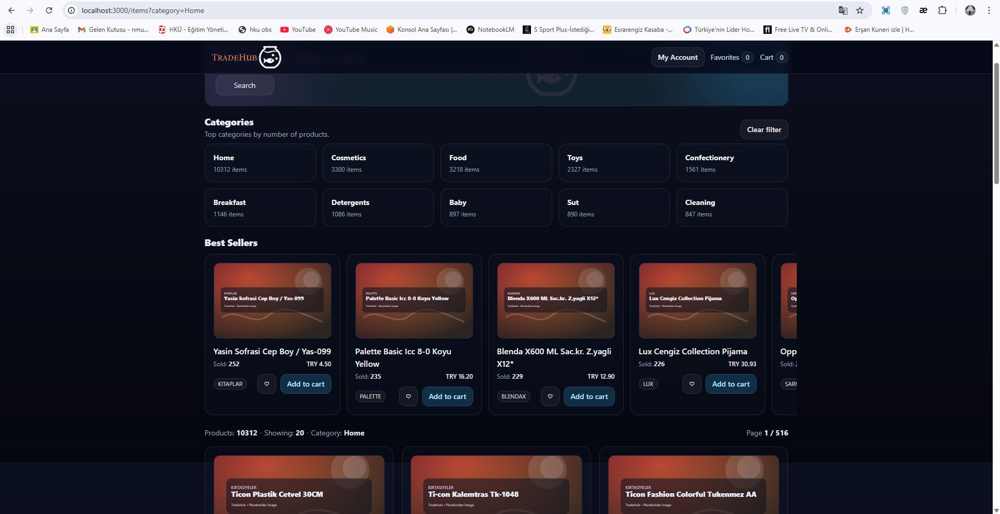 localhost:3000/items?category=Home
Ana Sayfa
Gelen Kutusu - nmu...
HKÜ - Eğitim Yöneti...
hku obs
YouTube
YouTube Music
Konsol Ana Sayfası |...
NotebookLM
S Sport Plus-İstediği...
Esrarengiz Kasaba -...
Türkiye'nin Lider Ho...
Free Live TV & Onli...
Erşan Kuneri izle | H...
TRADEHUB
My Account
Favorites 0
Cart 0
Search
Categories
Top categories by number of products.
Clear filter
Home
10312 items
Cosmetics
3300 items
Food
3218 items
Toys
2327 items
Confectionery
1561 items
Breakfast
1146 items
Detergents
1086 items
Baby
897 items
Sut
890 items
Cleaning
847 items
Best Sellers
KITAPLAR
Yasin Sofrasi Cep Boy / Yas-099
TradeHub • Placeholder image
Yasin Sofrasi Cep Boy / Yas-099
Sold: 252
TRY 4.50
KITAPLAR
Add to cart
PALETTE
Palette Basic Icc 8-0 Koyu Yellow
TradeHub • Placeholder image
Palette Basic Icc 8-0 Koyu
Yellow
Sold: 235
TRY 16.20
PALETTE
Add to cart
BLENDAX
Blenda X600 ML Sac.kr. Z.yagli X12*
TradeHub • Placeholder image
Blenda X600 ML Sac.kr. Z.yagli
X12*
Sold: 229
TRY 12.90
BLENDAX
Add to cart
LUX
Lux Cengiz Collection Pijama
TradeHub • Placeholder image
Lux Cengiz Collection Pijama
Sold: 226
TRY 30.93
LUX
Add to cart
Opp
Sold:
Products: 10312 • Showing: 20 • Category: Home
Page 1 / 516
KIRTASIYELER
Ticon Plastik Cetvel 30CM
TradeHub • Placeholder image
KIRTASIYELER
Ti·con Kalemtras Tk-1048
TradeHub • Placeholder image
KIRTASIYELER
Ticon Fashion Colorful Tukenmez AA
TradeHub • Placeholder image